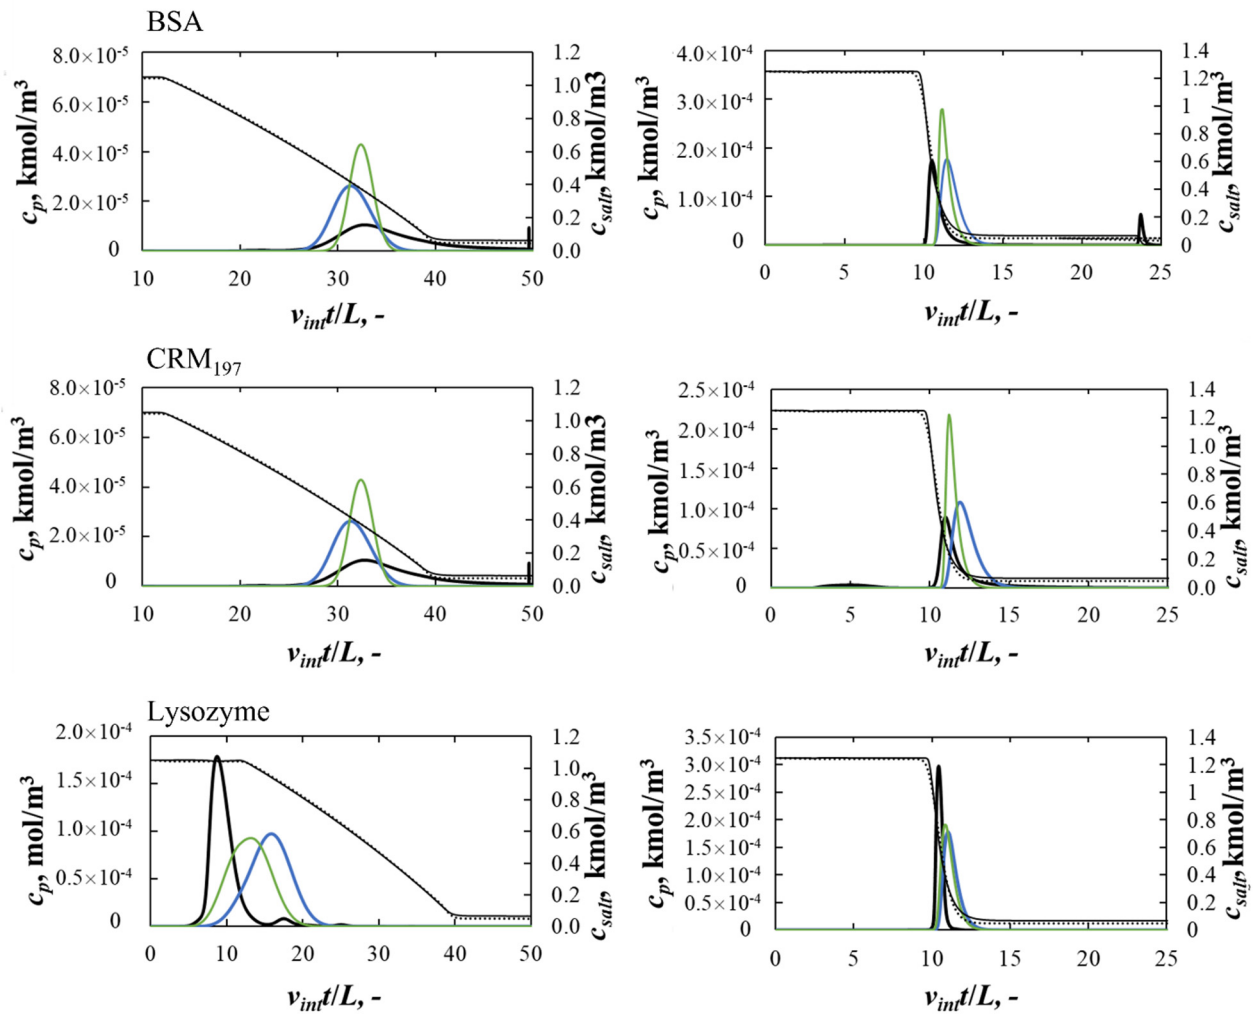 BSA
8.0×10⁻⁵ 6.0×10⁻⁵ 4.0×10⁻⁵ 2.0×10⁻⁵ 0
cₚ, kmol/m³
1.2 1.0 0.8 0.6 0.4 0.2 0.0
c_salt, kmol/m3
10 20 30 40 50
v_int t/L, -
4.0×10⁻⁴ 3.0×10⁻⁴ 2.0×10⁻⁴ 1.0×10⁻⁴ 0
cₚ, kmol/m³
1.4 1.2 1 0.8 0.6 0.4 0.2 0
c_salt, kmol/m³
0 5 10 15 20 25
v_int t/L, -
CRM₁₉₇
8.0×10⁻⁵ 6.0×10⁻⁵ 4.0×10⁻⁵ 2.0×10⁻⁵ 0
cₚ, kmol/m³
1.2 1.0 0.8 0.6 0.4 0.2 0.0
c_salt, kmol/m3
10 20 30 40 50
v_int t/L, -
2.5×10⁻⁴ 2.0×10⁻⁴ 1.5×10⁻⁴ 1.0×10⁻⁴ 0.5×10⁻⁴ 0
cₚ, kmol/m³
1.4 1.2 1.0 0.8 0.6 0.4 0.2 0.0
c_salt, kmol/m³
0 5 10 15 20 25
v_int t/L, -
Lysozyme
2.0×10⁻⁴ 1.5×10⁻⁴ 1.0×10⁻⁴ 0.5×10⁻⁴ 0
cₚ, mol/m³
1.2 1.0 0.8 0.6 0.4 0.2 0.0
c_salt, kmol/m³
0 10 20 30 40 50
v_int t/L, -
3.5×10⁻⁴ 3.0×10⁻⁴ 2.5×10⁻⁴ 2.0×10⁻⁴ 1.5×10⁻⁴ 1.0×10⁻⁴ 0.5×10⁻⁴ 0
cₚ, kmol/m³
1.4 1.2 1 0.8 0.6 0.4 0.2 0
c_salt, kmol/m³
0 5 10 15 20 25
v_int t/L, -